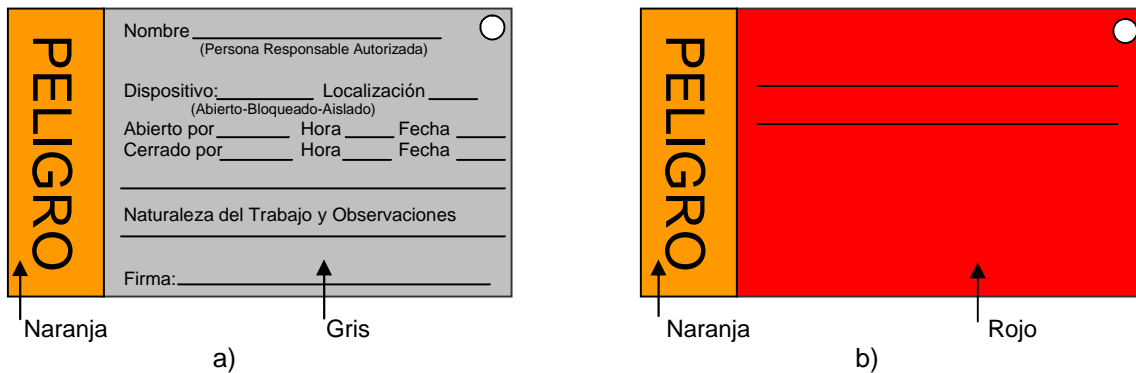 PELIGRO
Nombre
(Persona Responsable Autorizada)
Dispositivo: Localización
(Abierto-Bloqueado-Aislado)
Abierto por Hora Fecha
Cerrado por Hora Fecha
Naturaleza del Trabajo y Observaciones
Firma:
Naranja Gris
a)
PELIGRO
Naranja Rojo
b)